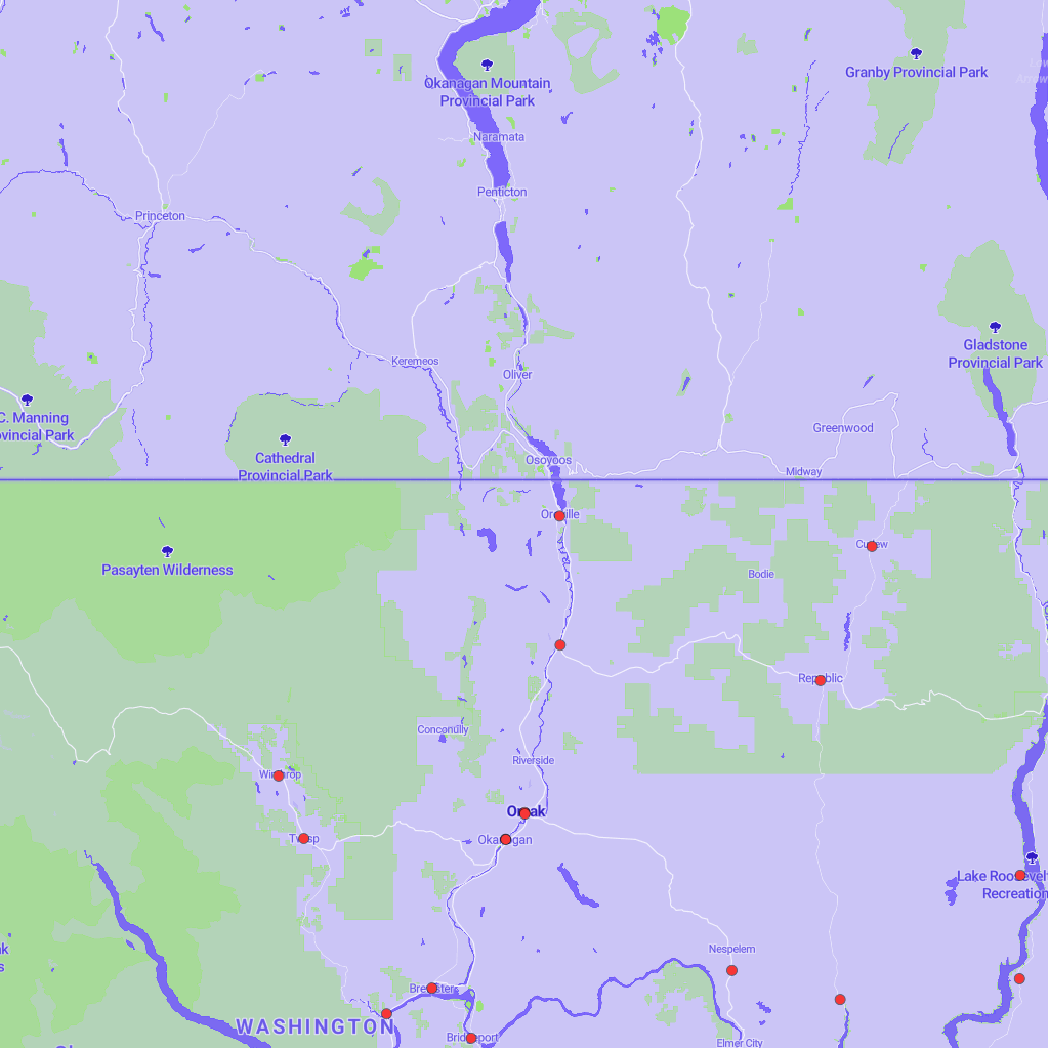 Okanagan Mountain
Provincial Park
Granby Provincial Park
Naramata
Penticton
Princeton
Gladstone
Provincial Park
Keremeos
Oliver
C. Manning
Provincial Park
Greenwood
Cathedral
Provincial Park
Osoyoos
Midway
Oroville
Curlew
Pasayten Wilderness
Bodie
Republic
Conconully
Riverside
Winthrop
Omak
Twisp
Okanagan
Lake Roosevelt
Recreation
Nespelem
Brewster
WASHINGTON
Bridgeport
Elmer City